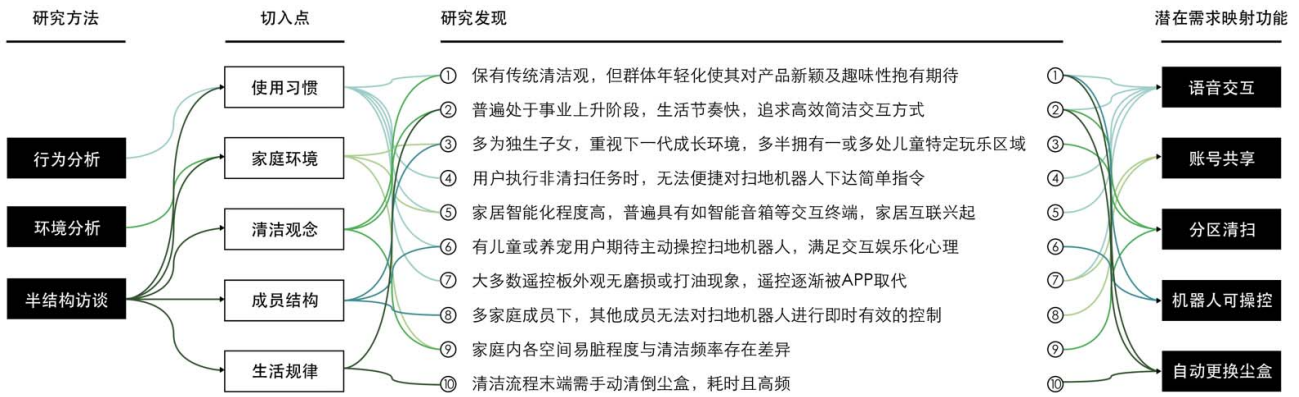 研究方法
切入点
研究发现
潜在需求映射功能
行为分析
环境分析
半结构访谈
使用习惯
家庭环境
清洁观念
成员结构
生活规律
① 保有传统清洁观，但群体年轻化使其对产品新颖及趣味性抱有期待 ①
② 普遍处于事业上升阶段，生活节奏快，追求高效简洁交互方式 ②
③ 多为独生子女，重视下一代成长环境，多半拥有一或多处儿童特定玩乐区域 ③
④ 用户执行非清扫任务时，无法便捷对扫地机器人下达简单指令 ④
⑤ 家居智能化程度高，普遍具有如智能音箱等交互终端，家居互联兴起 ⑤
⑥ 有儿童或养宠用户期待主动操控扫地机器人，满足交互娱乐化心理 ⑥
⑦ 大多数遥控板外观无磨损或打油现象，遥控逐渐被APP取代 ⑦
⑧ 多家庭成员下，其他成员无法对扫地机器人进行即时有效的控制 ⑧
⑨ 家庭内各空间易脏程度与清洁频率存在差异 ⑨
⑩ 清洁流程末端需手动清倒尘盒，耗时且高频 ⑩
语音交互
账号共享
分区清扫
机器人可操控
自动更换尘盒